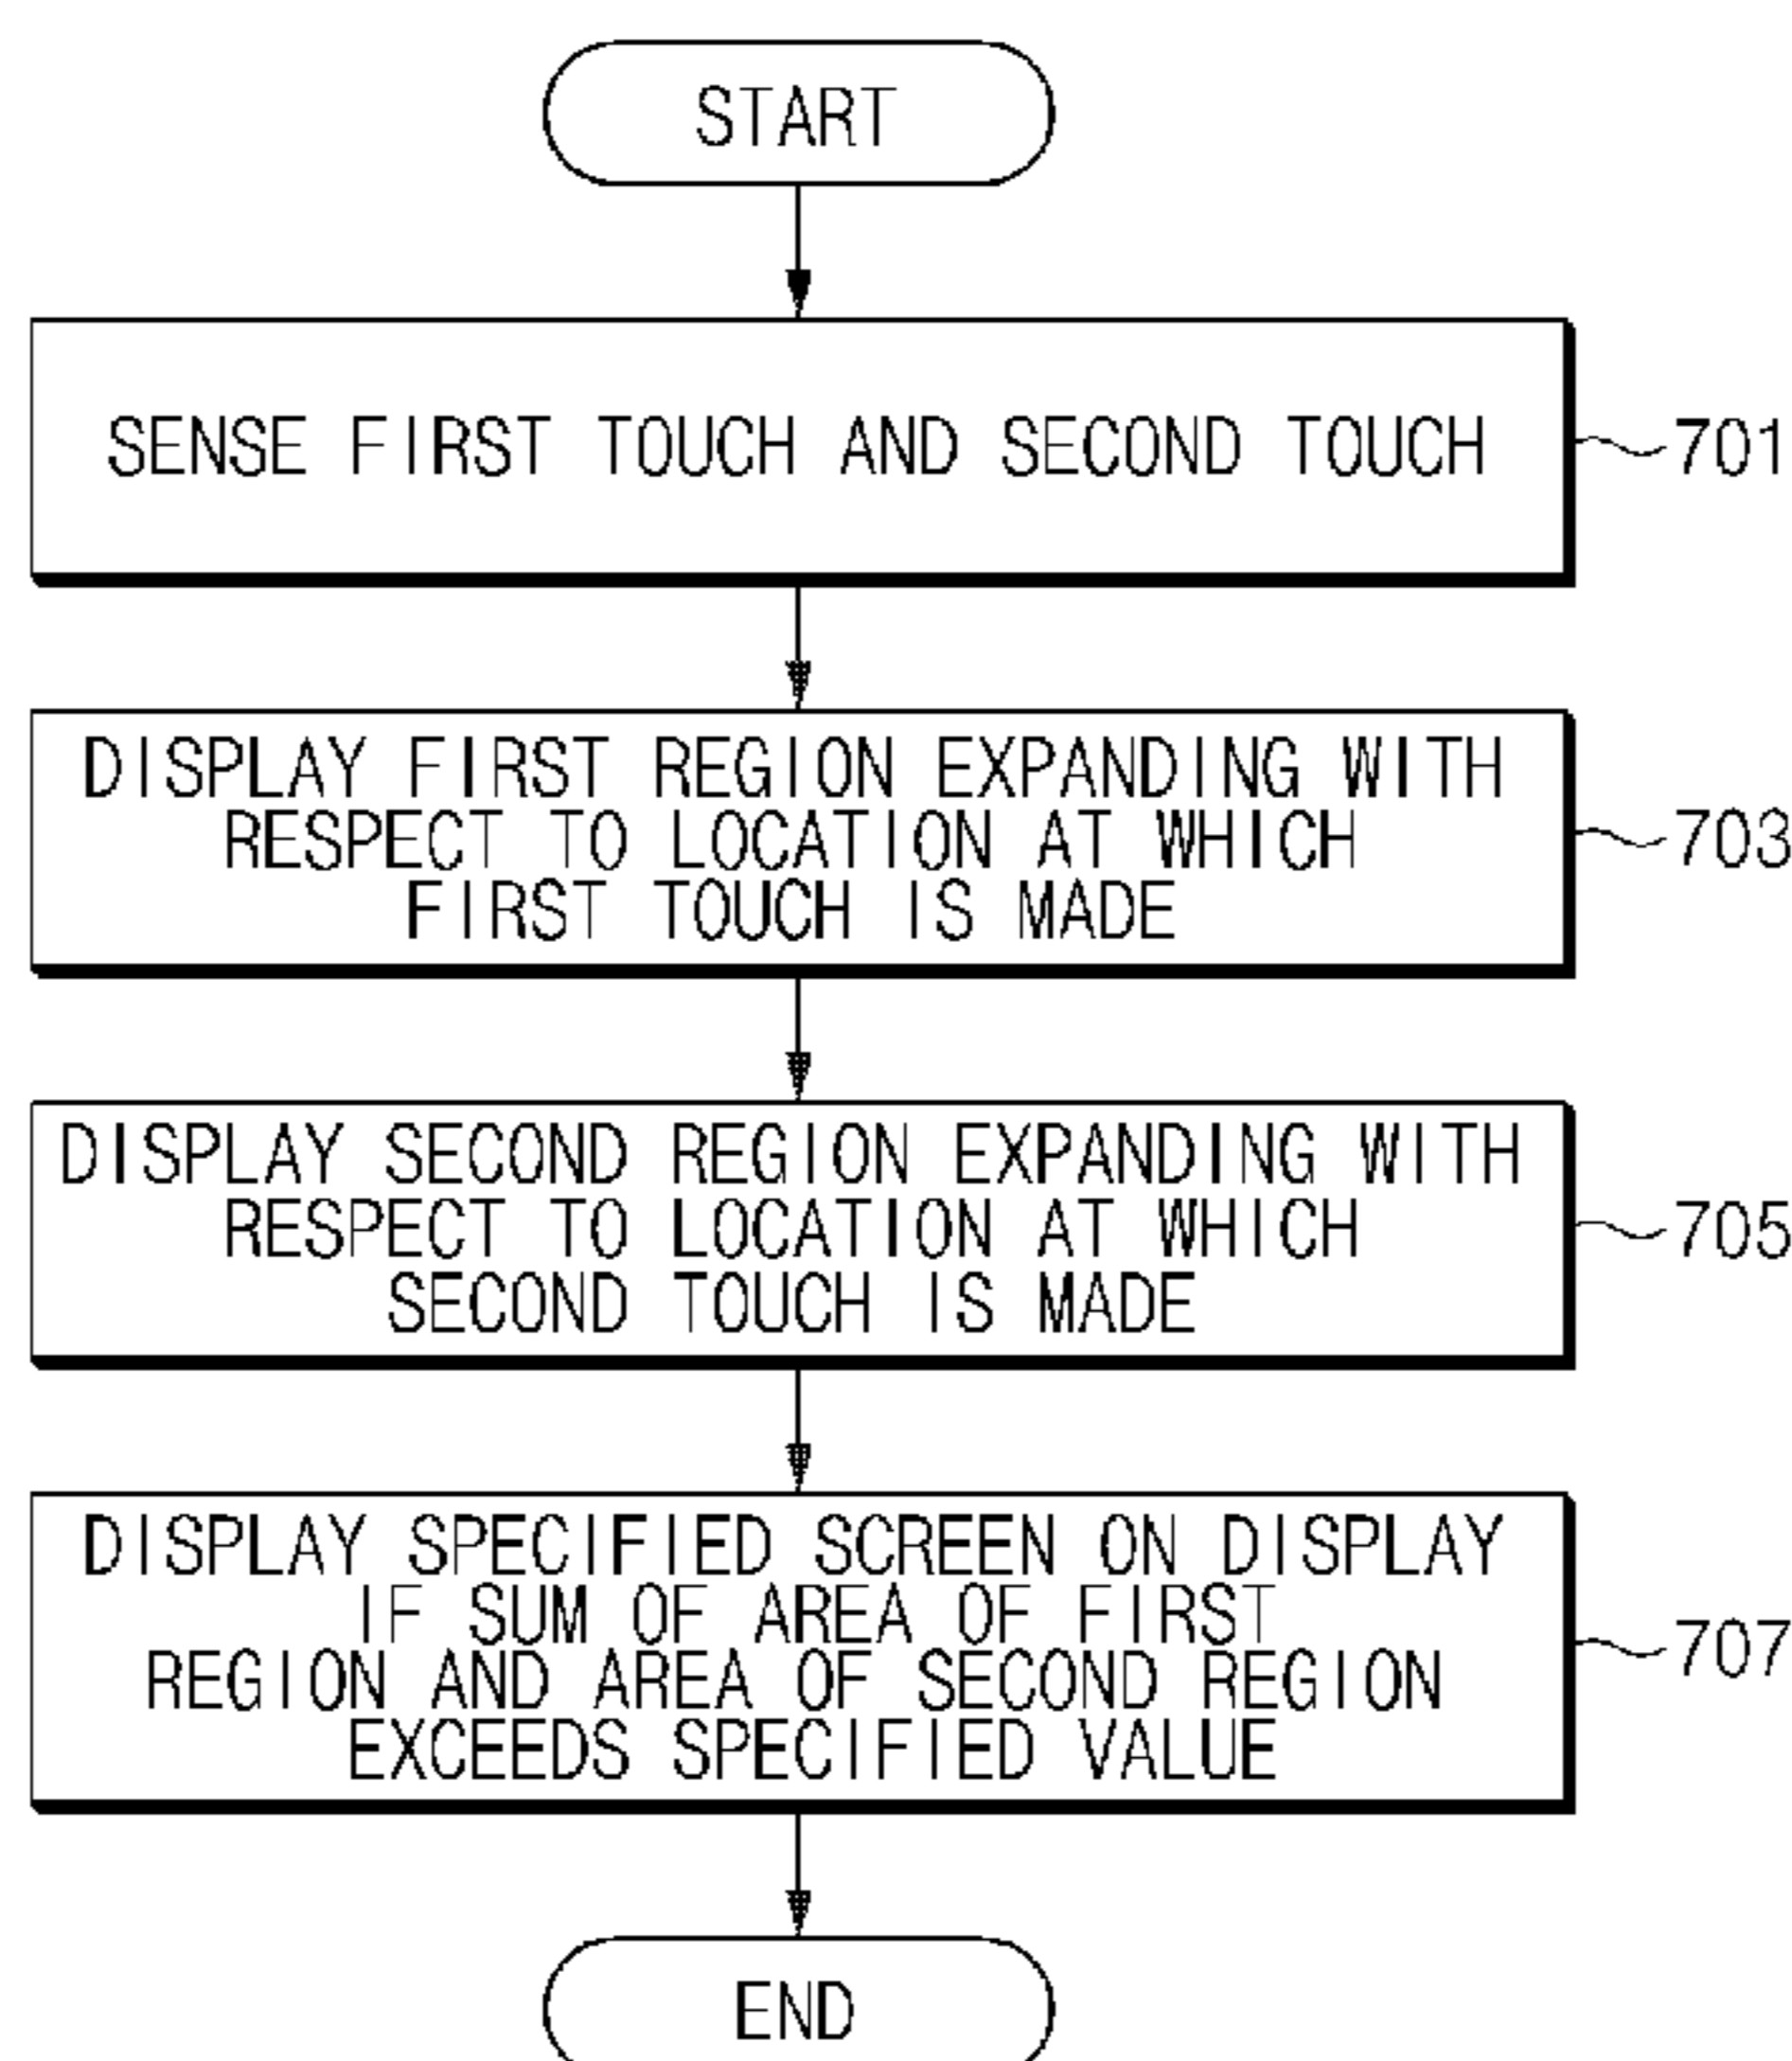 START
SENSE FIRST TOUCH AND SECOND TOUCH
701
DISPLAY FIRST REGION EXPANDING WITH
RESPECT TO LOCATION AT WHICH
FIRST TOUCH IS MADE
703
DISPLAY SECOND REGION EXPANDING WITH
RESPECT TO LOCATION AT WHICH
SECOND TOUCH IS MADE
705
DISPLAY SPECIFIED SCREEN ON DISPLAY
IF SUM OF AREA OF FIRST
REGION AND AREA OF SECOND REGION
EXCEEDS SPECIFIED VALUE
707
END